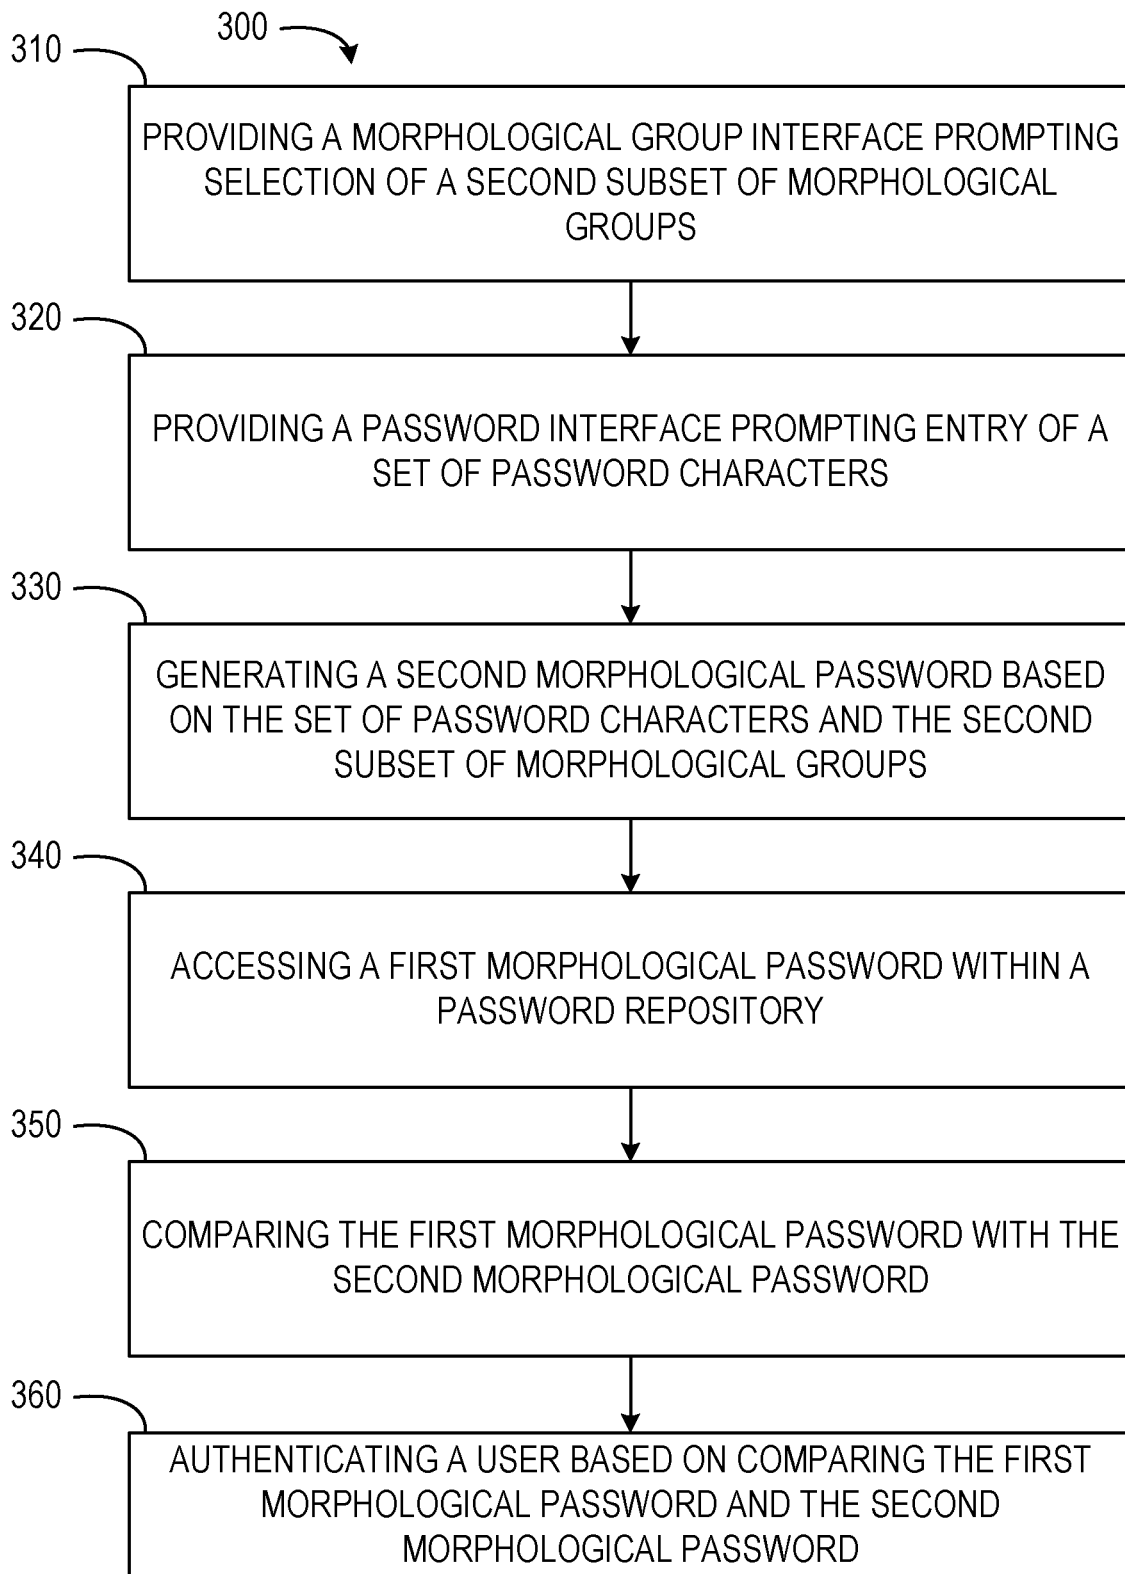 300
310
PROVIDING A MORPHOLOGICAL GROUP INTERFACE PROMPTING
SELECTION OF A SECOND SUBSET OF MORPHOLOGICAL
GROUPS
320
PROVIDING A PASSWORD INTERFACE PROMPTING ENTRY OF A
SET OF PASSWORD CHARACTERS
330
GENERATING A SECOND MORPHOLOGICAL PASSWORD BASED
ON THE SET OF PASSWORD CHARACTERS AND THE SECOND
SUBSET OF MORPHOLOGICAL GROUPS
340
ACCESSING A FIRST MORPHOLOGICAL PASSWORD WITHIN A
PASSWORD REPOSITORY
350
COMPARING THE FIRST MORPHOLOGICAL PASSWORD WITH THE
SECOND MORPHOLOGICAL PASSWORD
360
AUTHENTICATING A USER BASED ON COMPARING THE FIRST
MORPHOLOGICAL PASSWORD AND THE SECOND
MORPHOLOGICAL PASSWORD